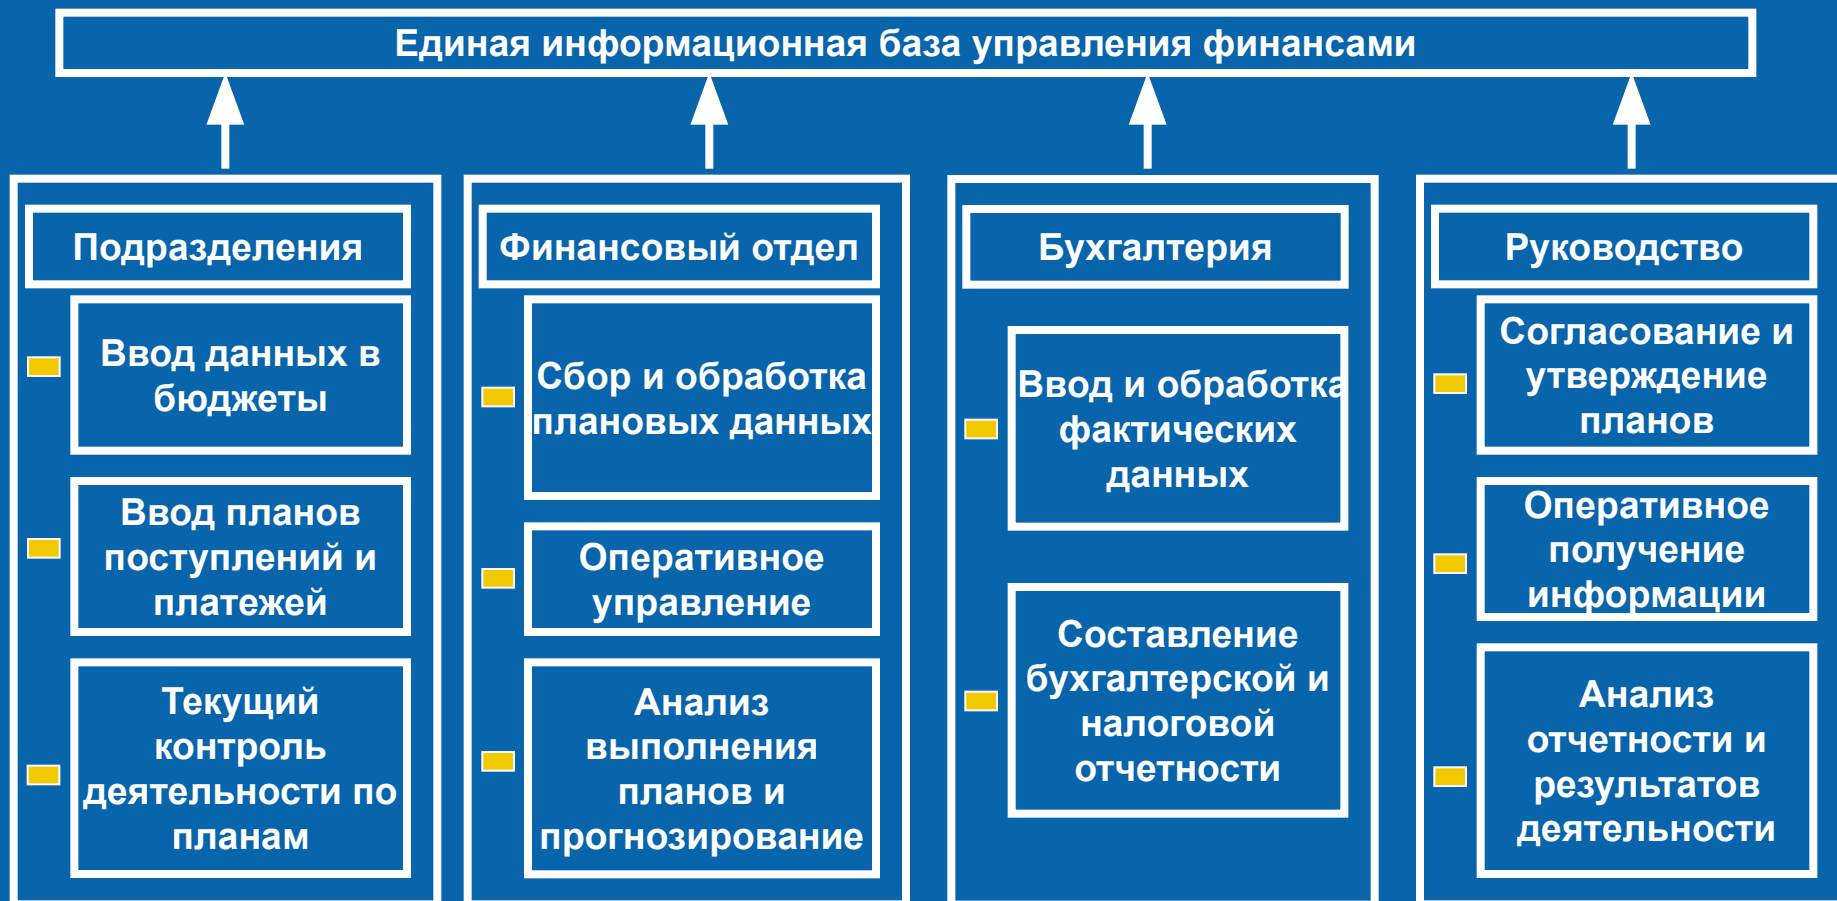 Единая информационная база управления финансами
Подразделения
Ввод данных в
бюджеты
Ввод планов
поступлений и
платежей
Текущий
контроль
деятельности по
планам
Финансовый отдел
Сбор и обработка
плановых данных
Оперативное
управление
Анализ
выполнения
планов и
прогнозирование
Бухгалтерия
Ввод и обработка
фактических
данных
Составление
бухгалтерской и
налоговой
отчетности
Руководство
Согласование и
утверждение
планов
Оперативное
получение
информации
Анализ
отчетности и
результатов
деятельности